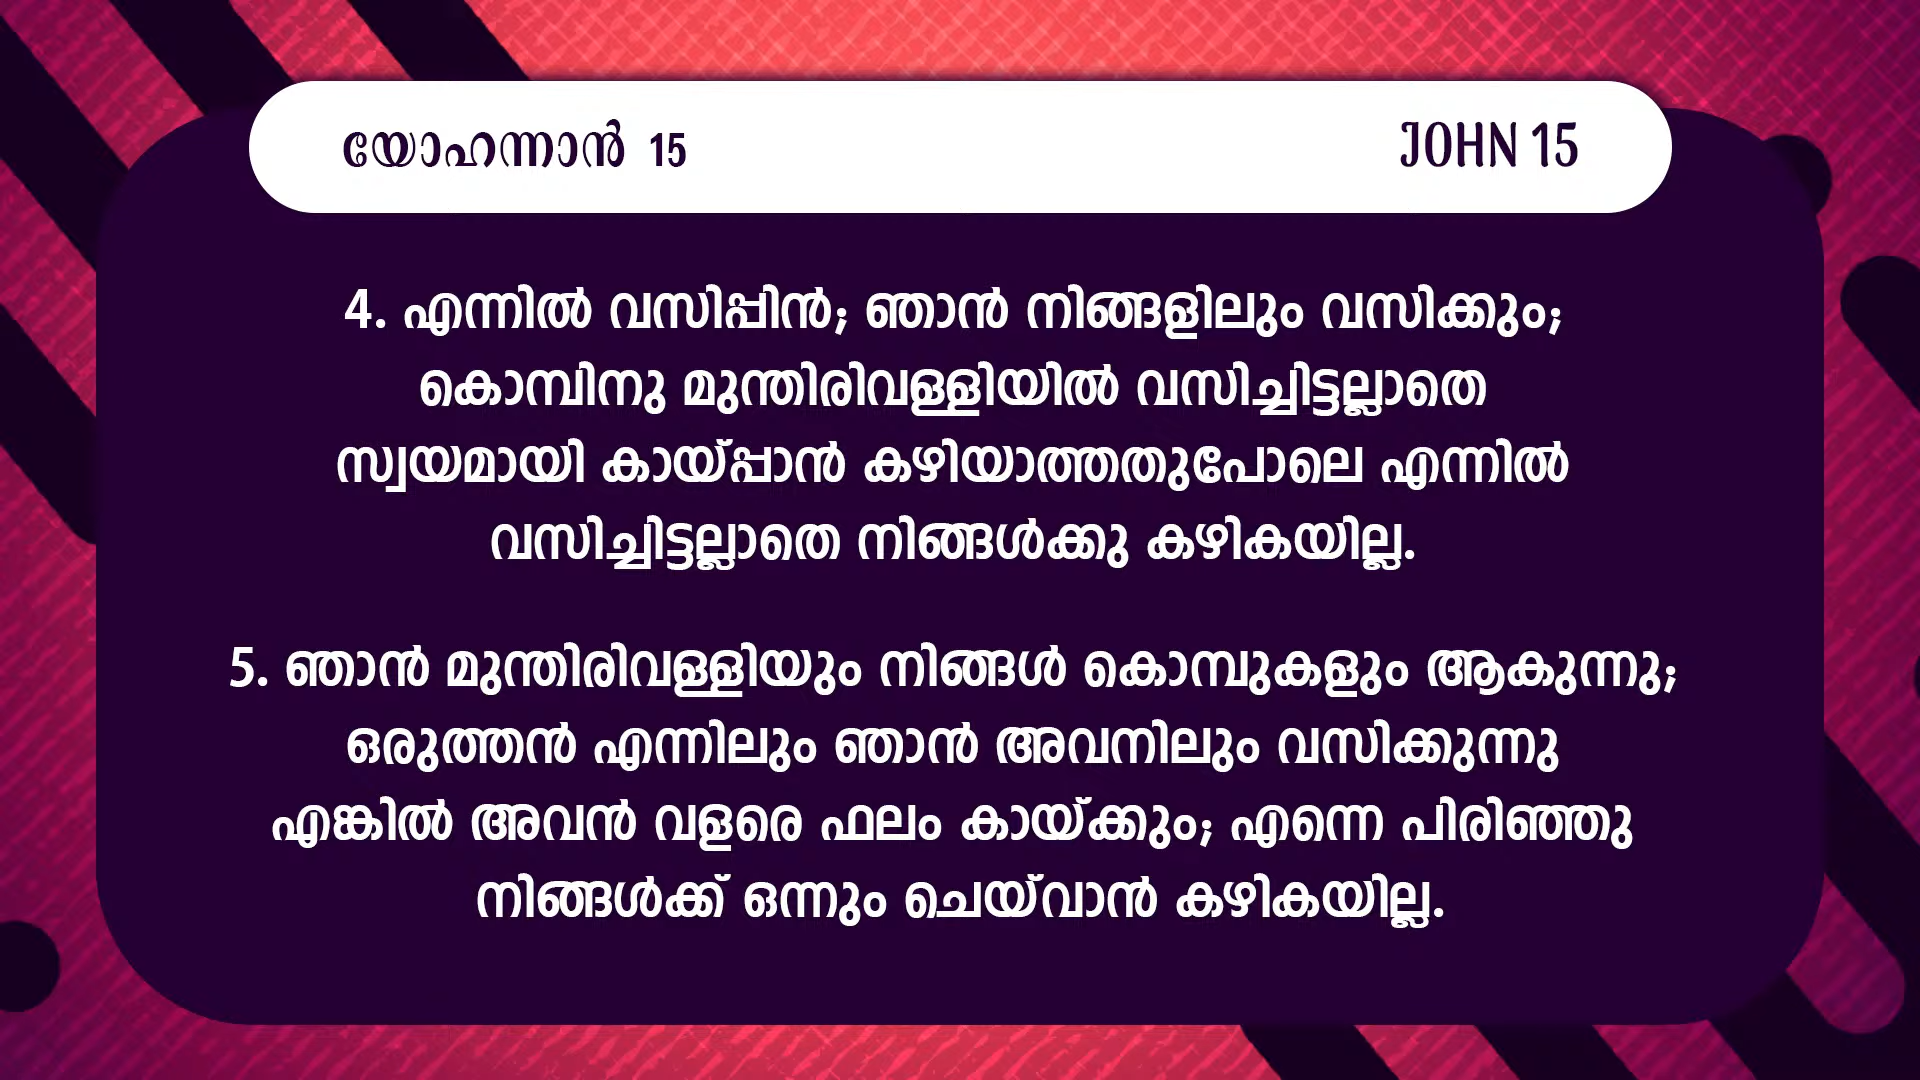 യോഹന്നാൻ 15
JOHN 15
4. എന്നിൽ വസിപ്പിൻ; ഞാൻ നിങ്ങളിലും വസിക്കും;
കൊമ്പിനു മുന്തിരിവള്ളിയിൽ വസിച്ചിട്ടല്ലാതെ
സ്വയമായി കായ്പ്പാൻ കഴിയാത്തതുപോലെ എന്നിൽ
വസിച്ചിട്ടല്ലാതെ നിങ്ങൾക്കു കഴികയില്ല.
5. ഞാൻ മുന്തിരിവള്ളിയും നിങ്ങൾ കൊമ്പുകളും ആകുന്നു;
ഒരുത്തൻ എന്നിലും ഞാൻ അവനിലും വസിക്കുന്നു
എങ്കിൽ അവൻ വളരെ ഫലം കായ്ക്കും; എന്നെ പിരിഞ്ഞു
നിങ്ങൾക്ക് ഒന്നും ചെയ്‌വാൻ കഴികയില്ല.